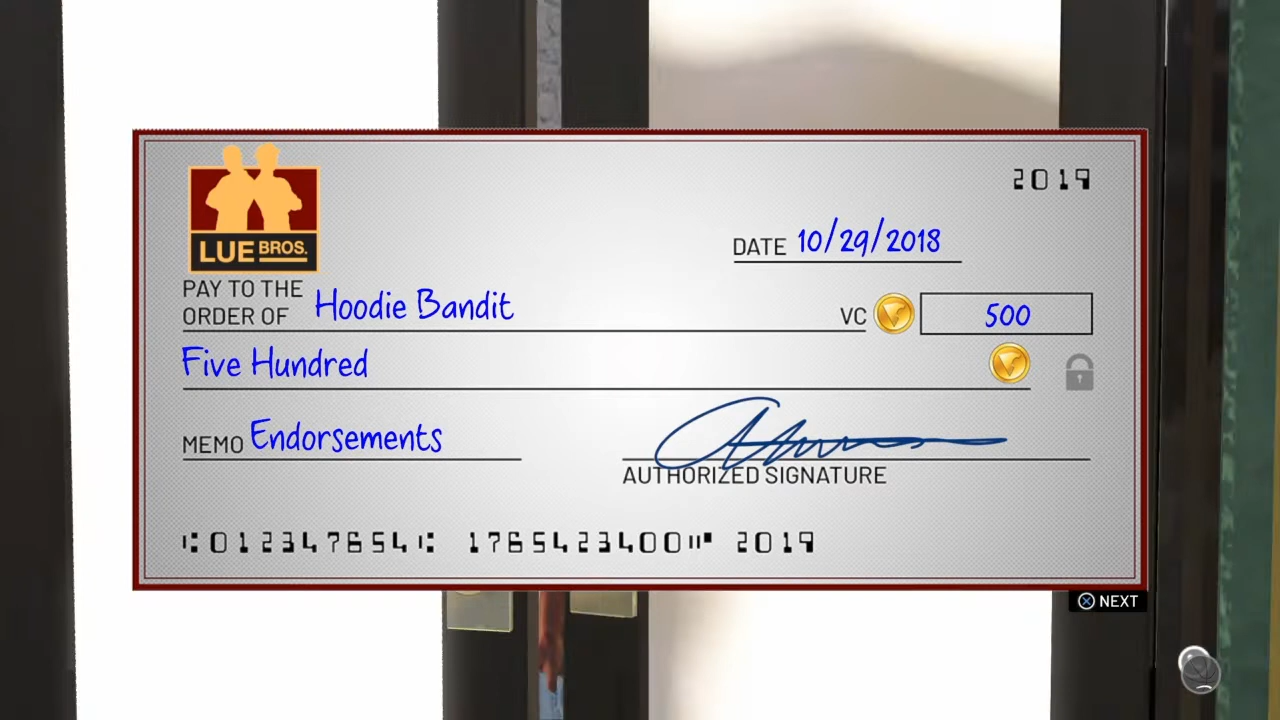 2019
LUE BROS.
DATE 10/29/2018
PAY TO THE
ORDER OF Hoodie Bandit
VC 500
Five Hundred
MEMO Endorsements
AUTHORIZED SIGNATURE
⑆012347654⑆ 1765423400⑈ 2019
NEXT